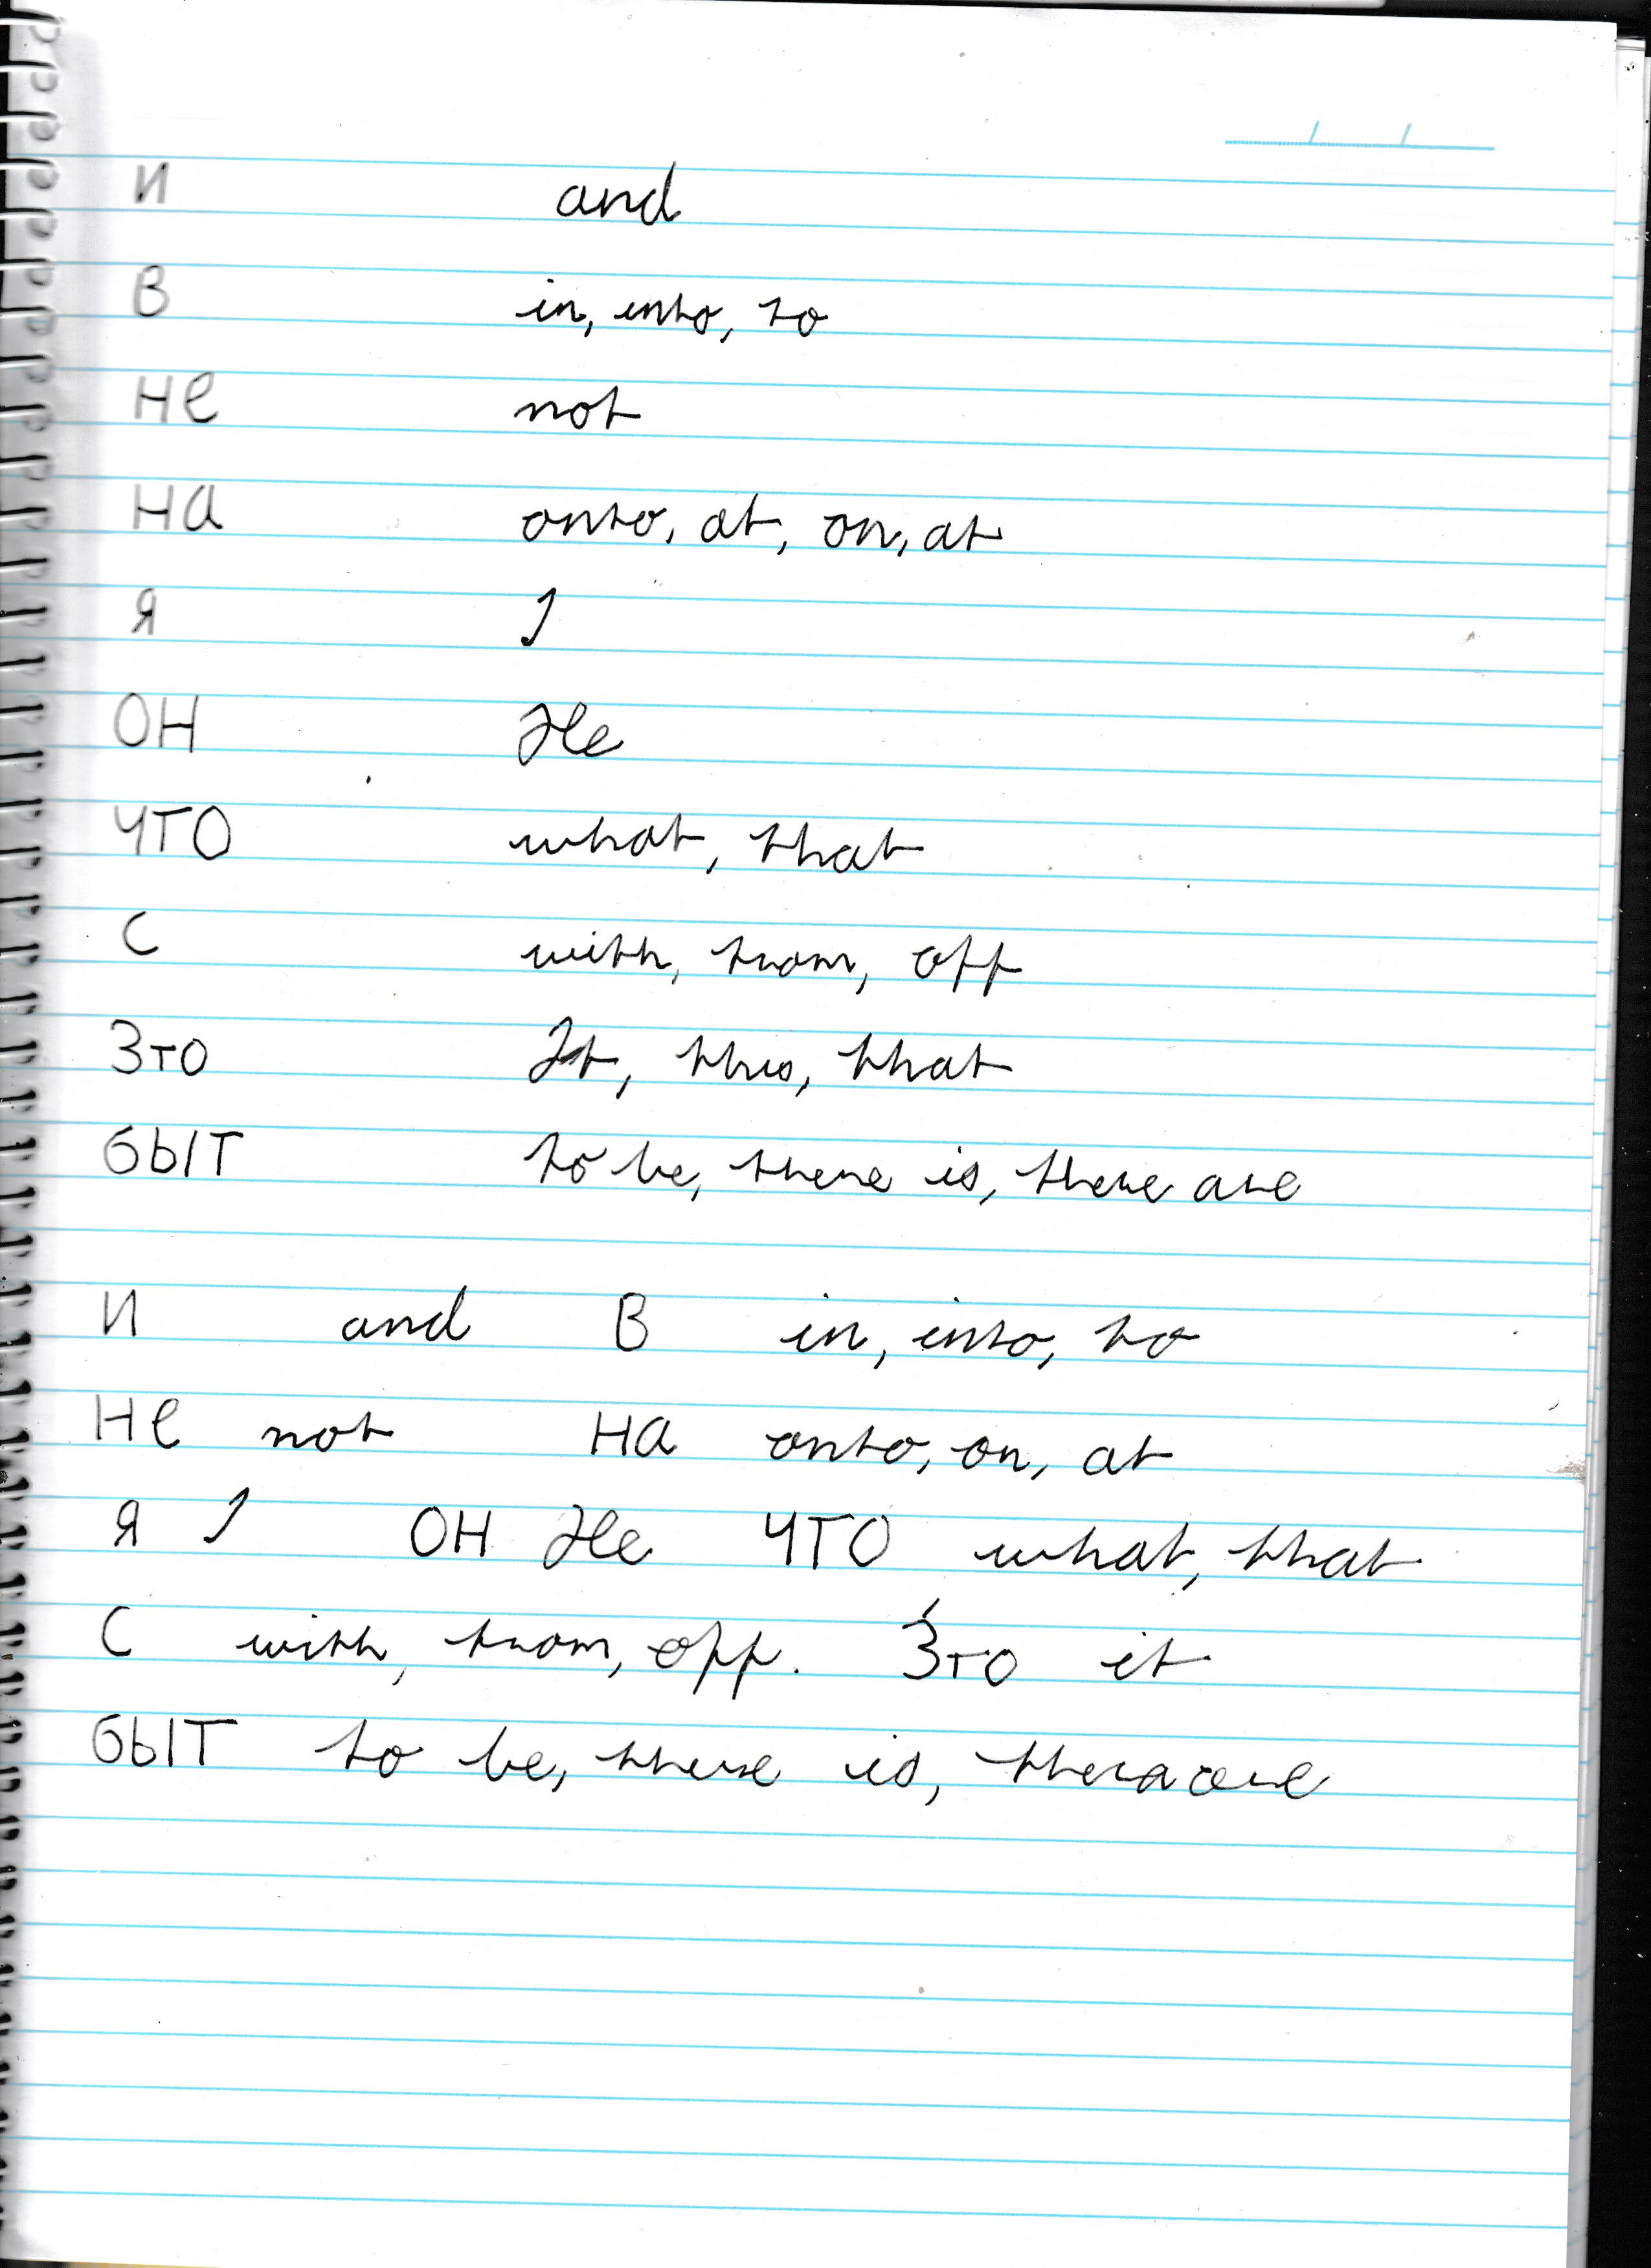 и and
в in, into, to
не not
на onto, at, on, at
я I
он He
что what, that
с with, from, off
Зто It, this, that
быт to be, there is, there are
и and в in, into, to
не not на onto, on, at
я I он He что what, that
с with, from, off. З́то it
быт to be, there is, there are